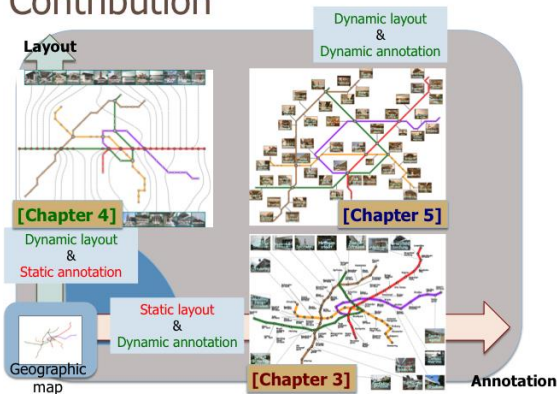 Contribution
Dynamic layout
&
Dynamic annotation
Layout
[Chapter 4]
[Chapter 5]
Dynamic layout
&
Static annotation
Static layout
&
Dynamic annotation
Geographic
map
[Chapter 3]
Annotation